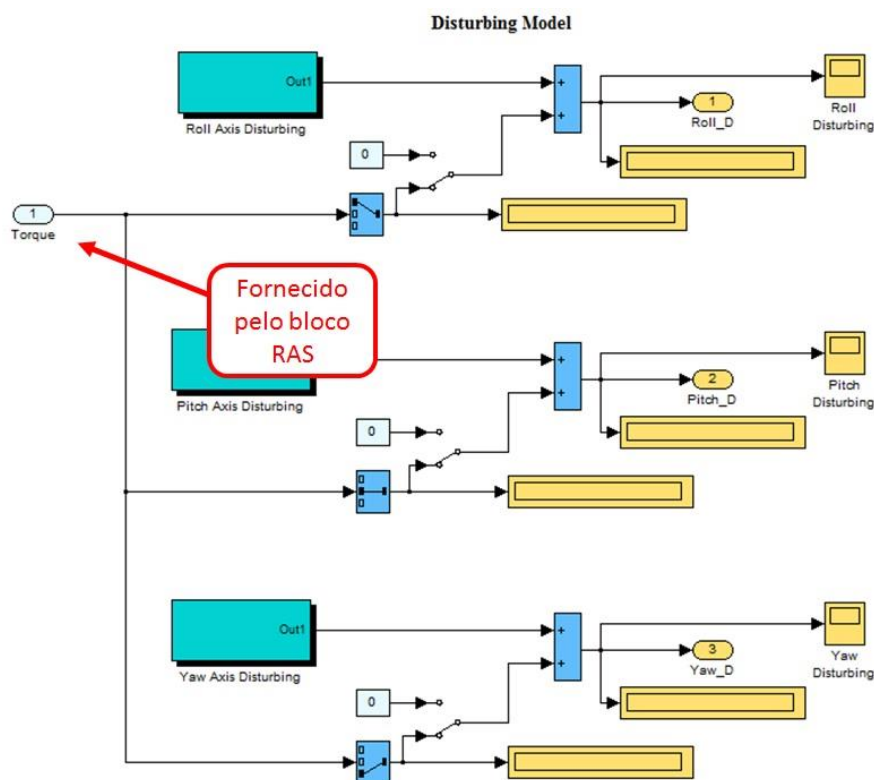 Disturbing Model
Out1
Roll Axis Disturbing
+
+
1
Roll_D
Roll
Disturbing
0
1
Torque
Fornecido
pelo bloco
RAS
Pitch Axis Disturbing
+
+
2
Pitch_D
Pitch
Disturbing
0
Out1
Yaw Axis Disturbing
+
+
3
Yaw_D
Yaw
Disturbing
0